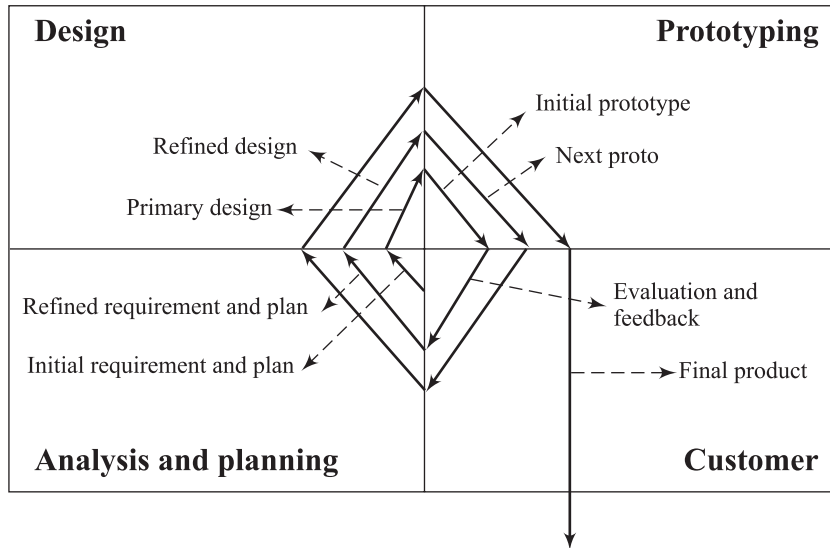 Design
Prototyping
Initial prototype
Refined design
Next proto
Primary design
Refined requirement and plan
Evaluation and
feedback
Initial requirement and plan
Final product
Analysis and planning
Customer